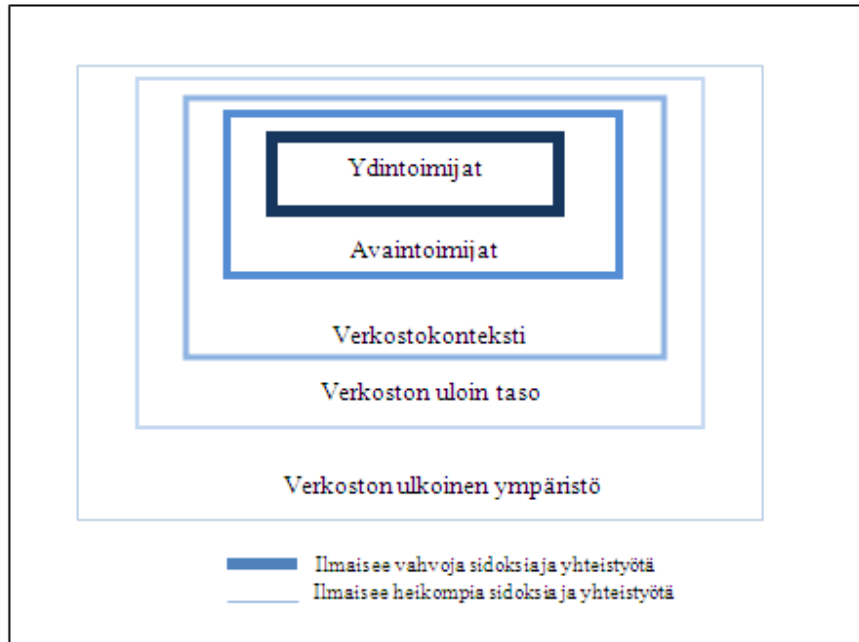 Ydintoimijat
Avaintoimijat
Verkostokonteksti
Verkoston uloin taso
Verkoston ulkoinen ympäristö
Ilmaisee vahvoja sidoksia ja yhteistyötä
Ilmaisee heikompia sidoksia ja yhteistyötä